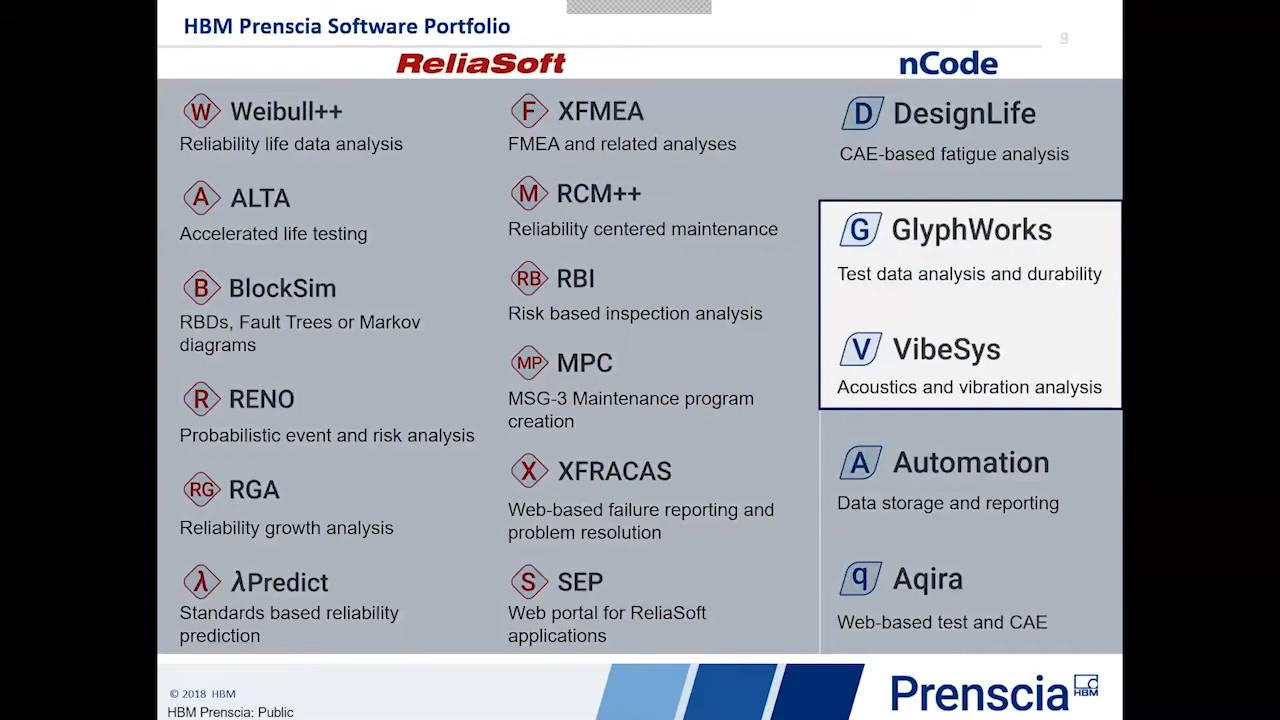 HBM Prenscia Software Portfolio
9
ReliaSoft
nCode
W Weibull++
Reliability life data analysis
A ALTA
Accelerated life testing
B BlockSim
RBDs, Fault Trees or Markov
diagrams
R RENO
Probabilistic event and risk analysis
RG RGA
Reliability growth analysis
λ λPredict
Standards based reliability
prediction
F XFMEA
FMEA and related analyses
M RCM++
Reliability centered maintenance
RB RBI
Risk based inspection analysis
MP MPC
MSG-3 Maintenance program
creation
X XFRACAS
Web-based failure reporting and
problem resolution
S SEP
Web portal for ReliaSoft
applications
D DesignLife
CAE-based fatigue analysis
G GlyphWorks
Test data analysis and durability
V VibeSys
Acoustics and vibration analysis
A Automation
Data storage and reporting
q Aqira
Web-based test and CAE
© 2018 HBM
HBM Prenscia: Public
Prenscia HBM